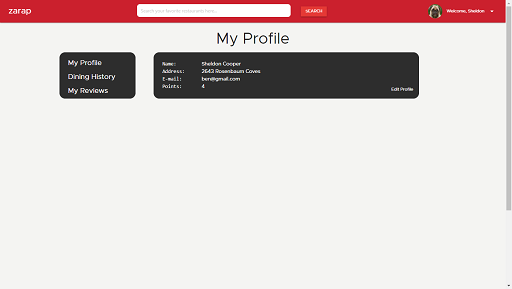 zarap
Search your favorite restaurants here...
SEARCH
Welcome, Sheldon
My Profile
My Profile
Dining History
My Reviews
Name: Sheldon Cooper
Address: 2643 Rosenbaum Coves
E-mail: ben@gmail.com
Points: 4
Edit Profile